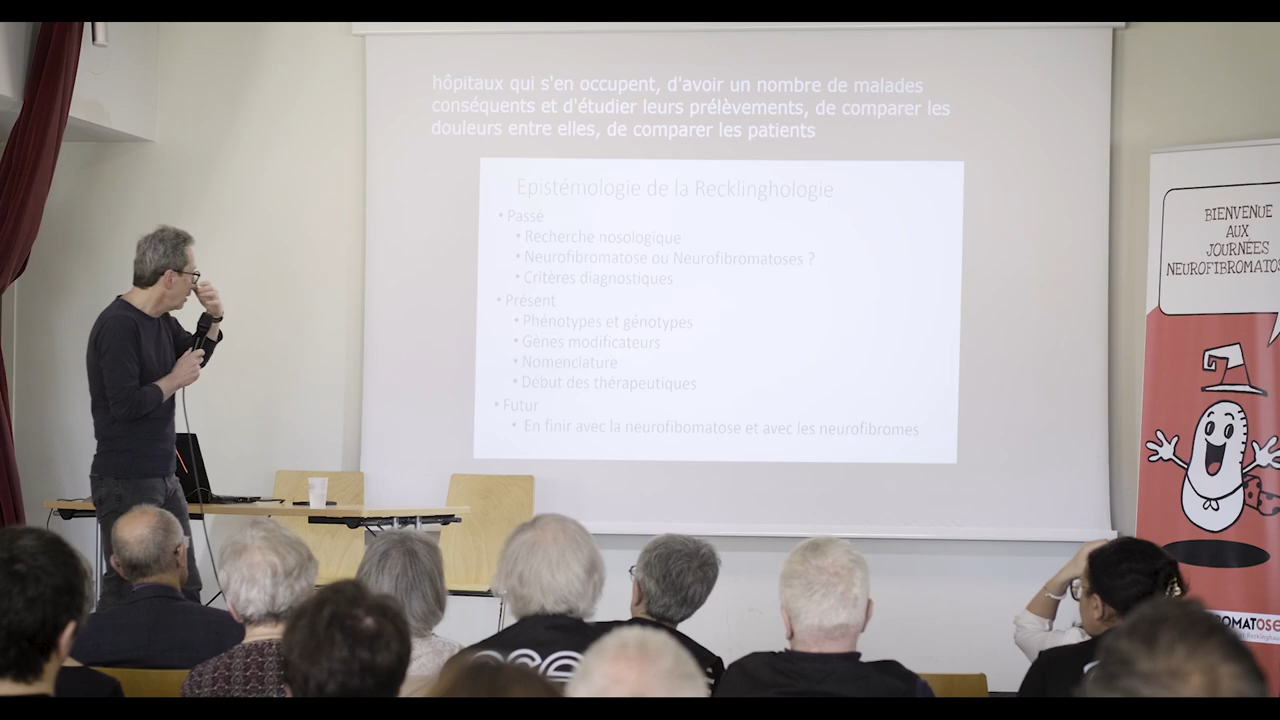 hôpitaux qui s'en occupent, d'avoir un nombre de malades
conséquents et d'étudier leurs prélèvements, de comparer les
douleurs entre elles, de comparer les patients
Epistémologie de la Recklinghologie
• Passé
• Recherche nosologique
• Neurofibromatose ou Neurofibromatoses ?
• Critères diagnostiques
• Présent
• Phénotypes et génotypes
• Gènes modificateurs
• Nomenclature
• Début des thérapeutiques
• Futur
• En finir avec la neurofibomatose et avec les neurofibromes
BIENVENUE
AUX
JOURNÉES
NEUROFIBROMATOS
ROMATOSE
Recklinghaus